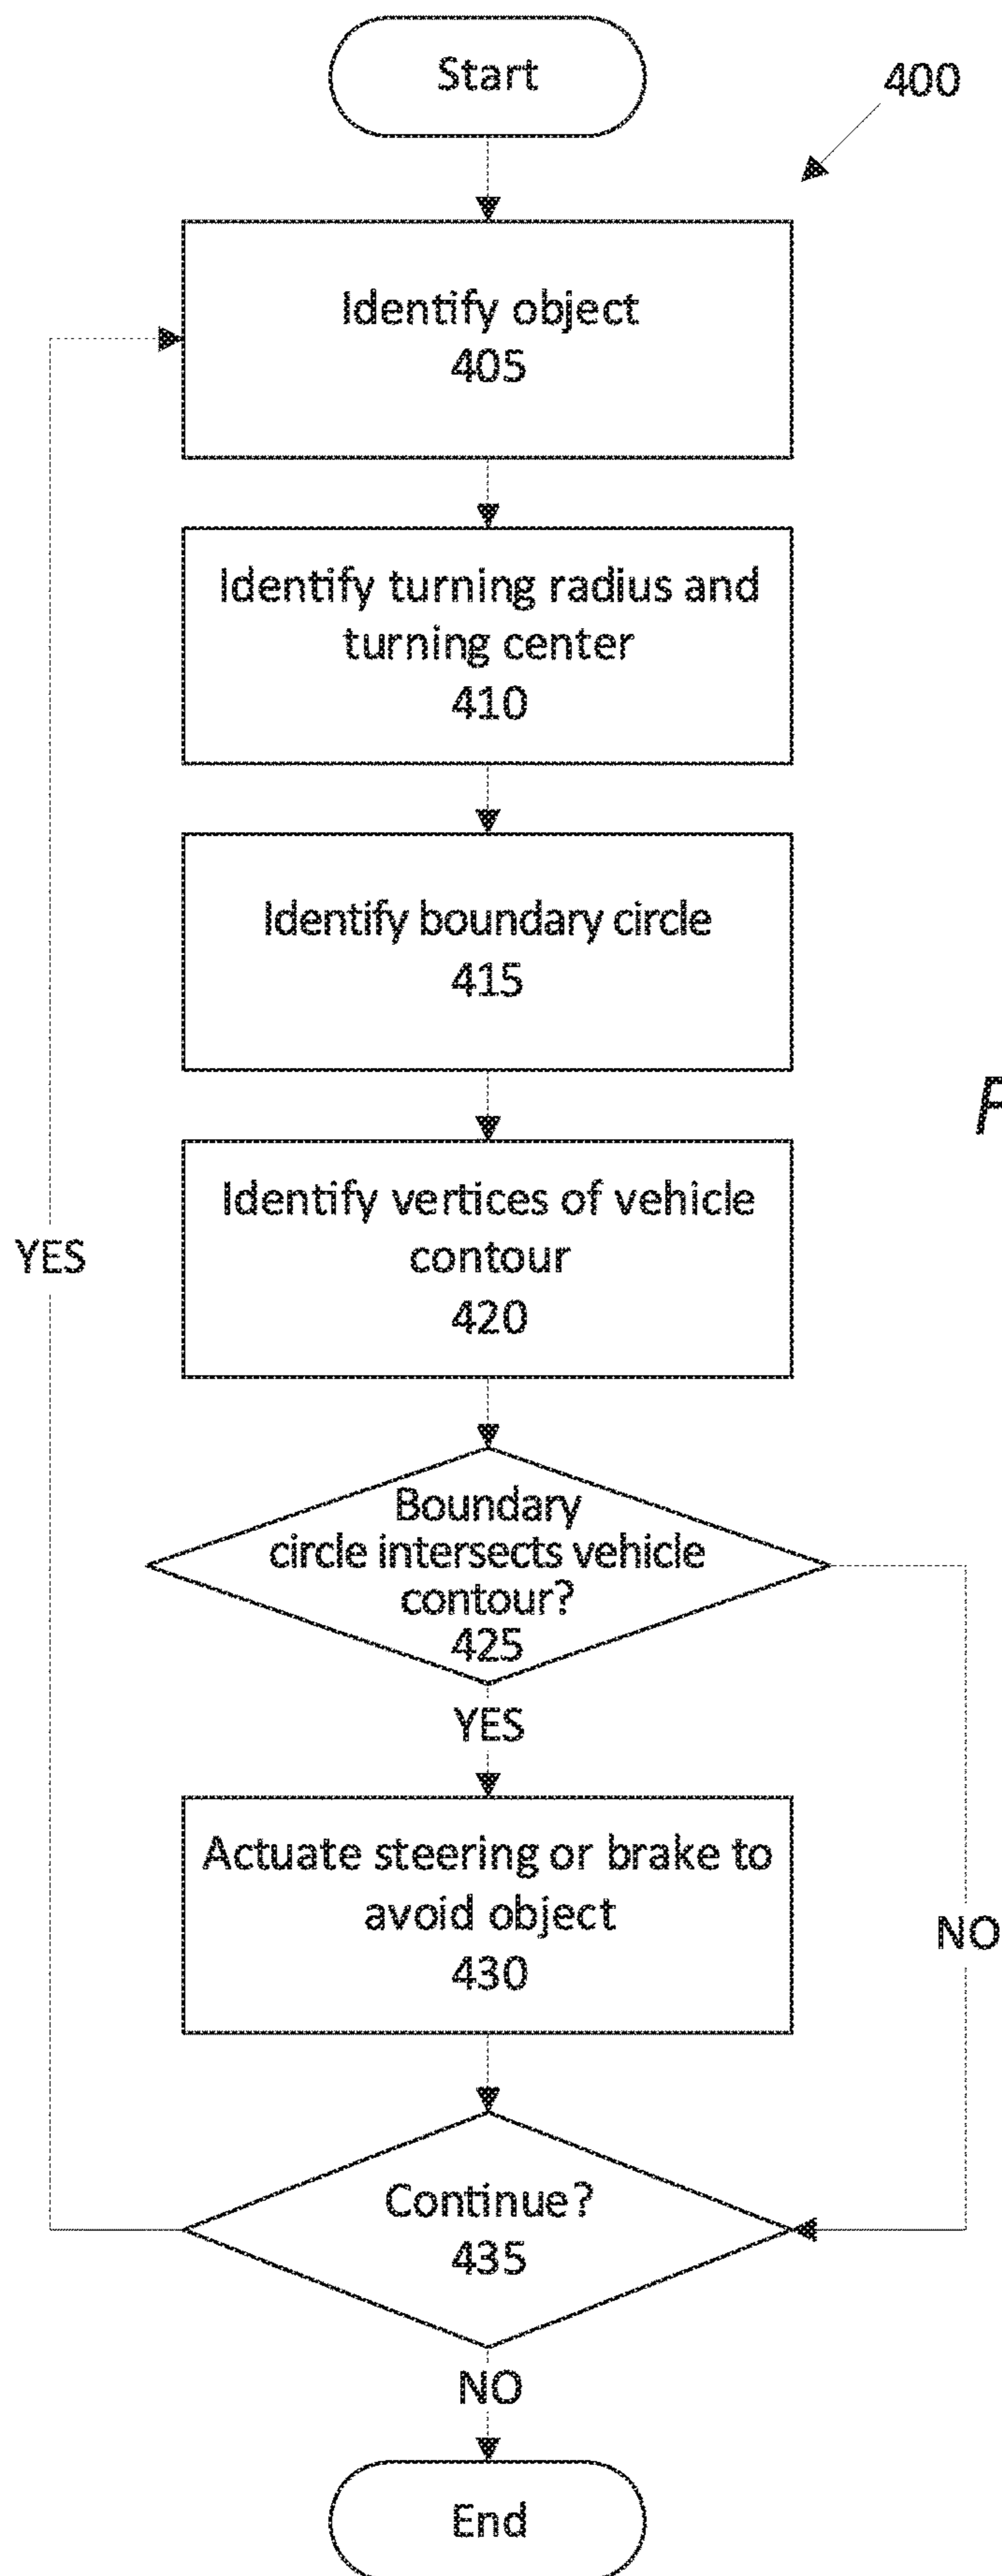 Start
400
Identify object
405
Identify turning radius and
turning center
410
Identify boundary circle
415
Identify vertices of vehicle
contour
420
YES
Boundary
circle intersects vehicle
contour?
425
YES
Actuate steering or brake to
avoid object
430
NO
Continue?
435
NO
End